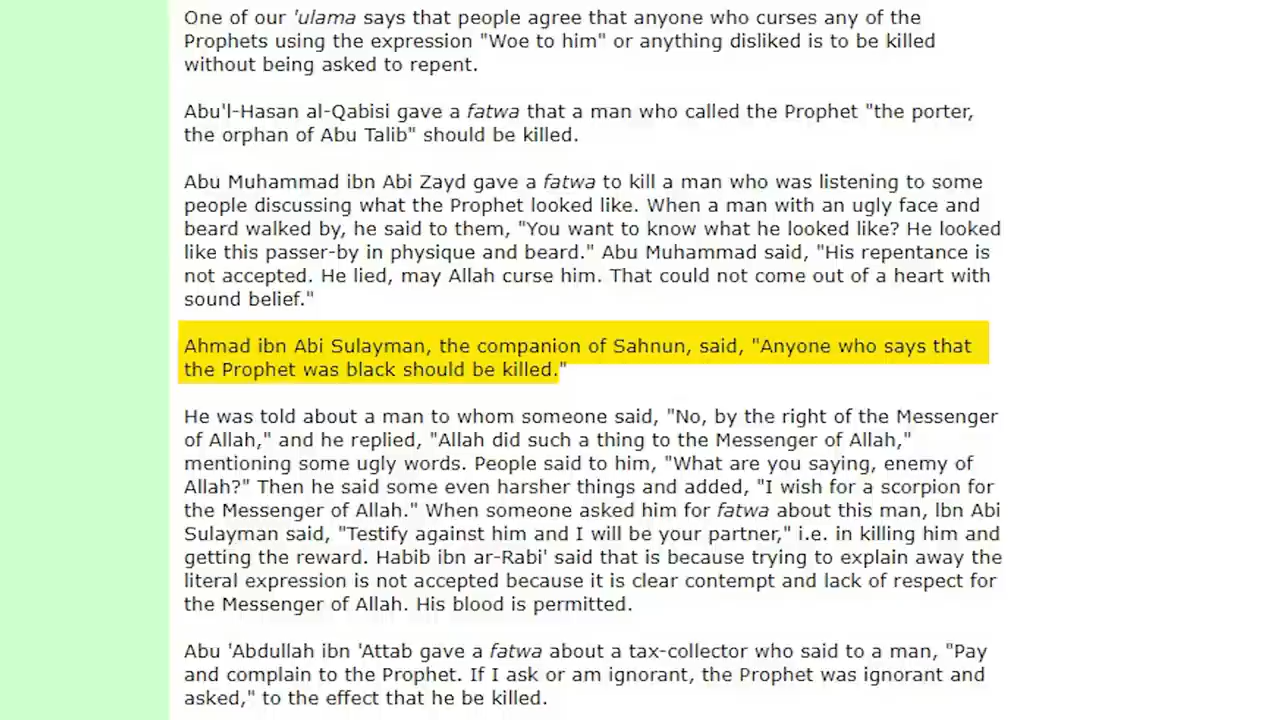 One of our 'ulama says that people agree that anyone who curses any of the
Prophets using the expression "Woe to him" or anything disliked is to be killed
without being asked to repent.
Abu'l-Hasan al-Qabisi gave a fatwa that a man who called the Prophet "the porter,
the orphan of Abu Talib" should be killed.
Abu Muhammad ibn Abi Zayd gave a fatwa to kill a man who was listening to some
people discussing what the Prophet looked like. When a man with an ugly face and
beard walked by, he said to them, "You want to know what he looked like? He looked
like this passer-by in physique and beard." Abu Muhammad said, "His repentance is
not accepted. He lied, may Allah curse him. That could not come out of a heart with
sound belief."
Ahmad ibn Abi Sulayman, the companion of Sahnun, said, "Anyone who says that
the Prophet was black should be killed."
He was told about a man to whom someone said, "No, by the right of the Messenger
of Allah," and he replied, "Allah did such a thing to the Messenger of Allah,"
mentioning some ugly words. People said to him, "What are you saying, enemy of
Allah?" Then he said some even harsher things and added, "I wish for a scorpion for
the Messenger of Allah." When someone asked him for fatwa about this man, Ibn Abi
Sulayman said, "Testify against him and I will be your partner," i.e. in killing him and
getting the reward. Habib ibn ar-Rabi' said that is because trying to explain away the
literal expression is not accepted because it is clear contempt and lack of respect for
the Messenger of Allah. His blood is permitted.
Abu 'Abdullah ibn 'Attab gave a fatwa about a tax-collector who said to a man, "Pay
and complain to the Prophet. If I ask or am ignorant, the Prophet was ignorant and
asked," to the effect that he be killed.